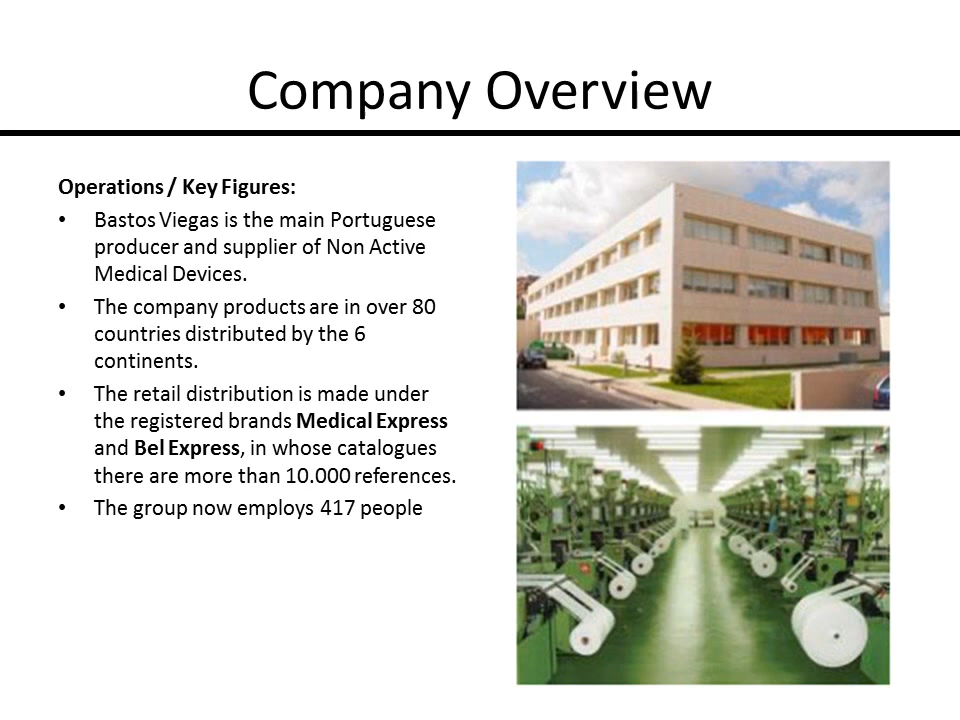 Company Overview
Operations / Key Figures:
• Bastos Viegas is the main Portuguese
producer and supplier of Non Active
Medical Devices.
• The company products are in over 80
countries distributed by the 6
continents.
• The retail distribution is made under
the registered brands Medical Express
and Bel Express, in whose catalogues
there are more than 10.000 references.
• The group now employs 417 people